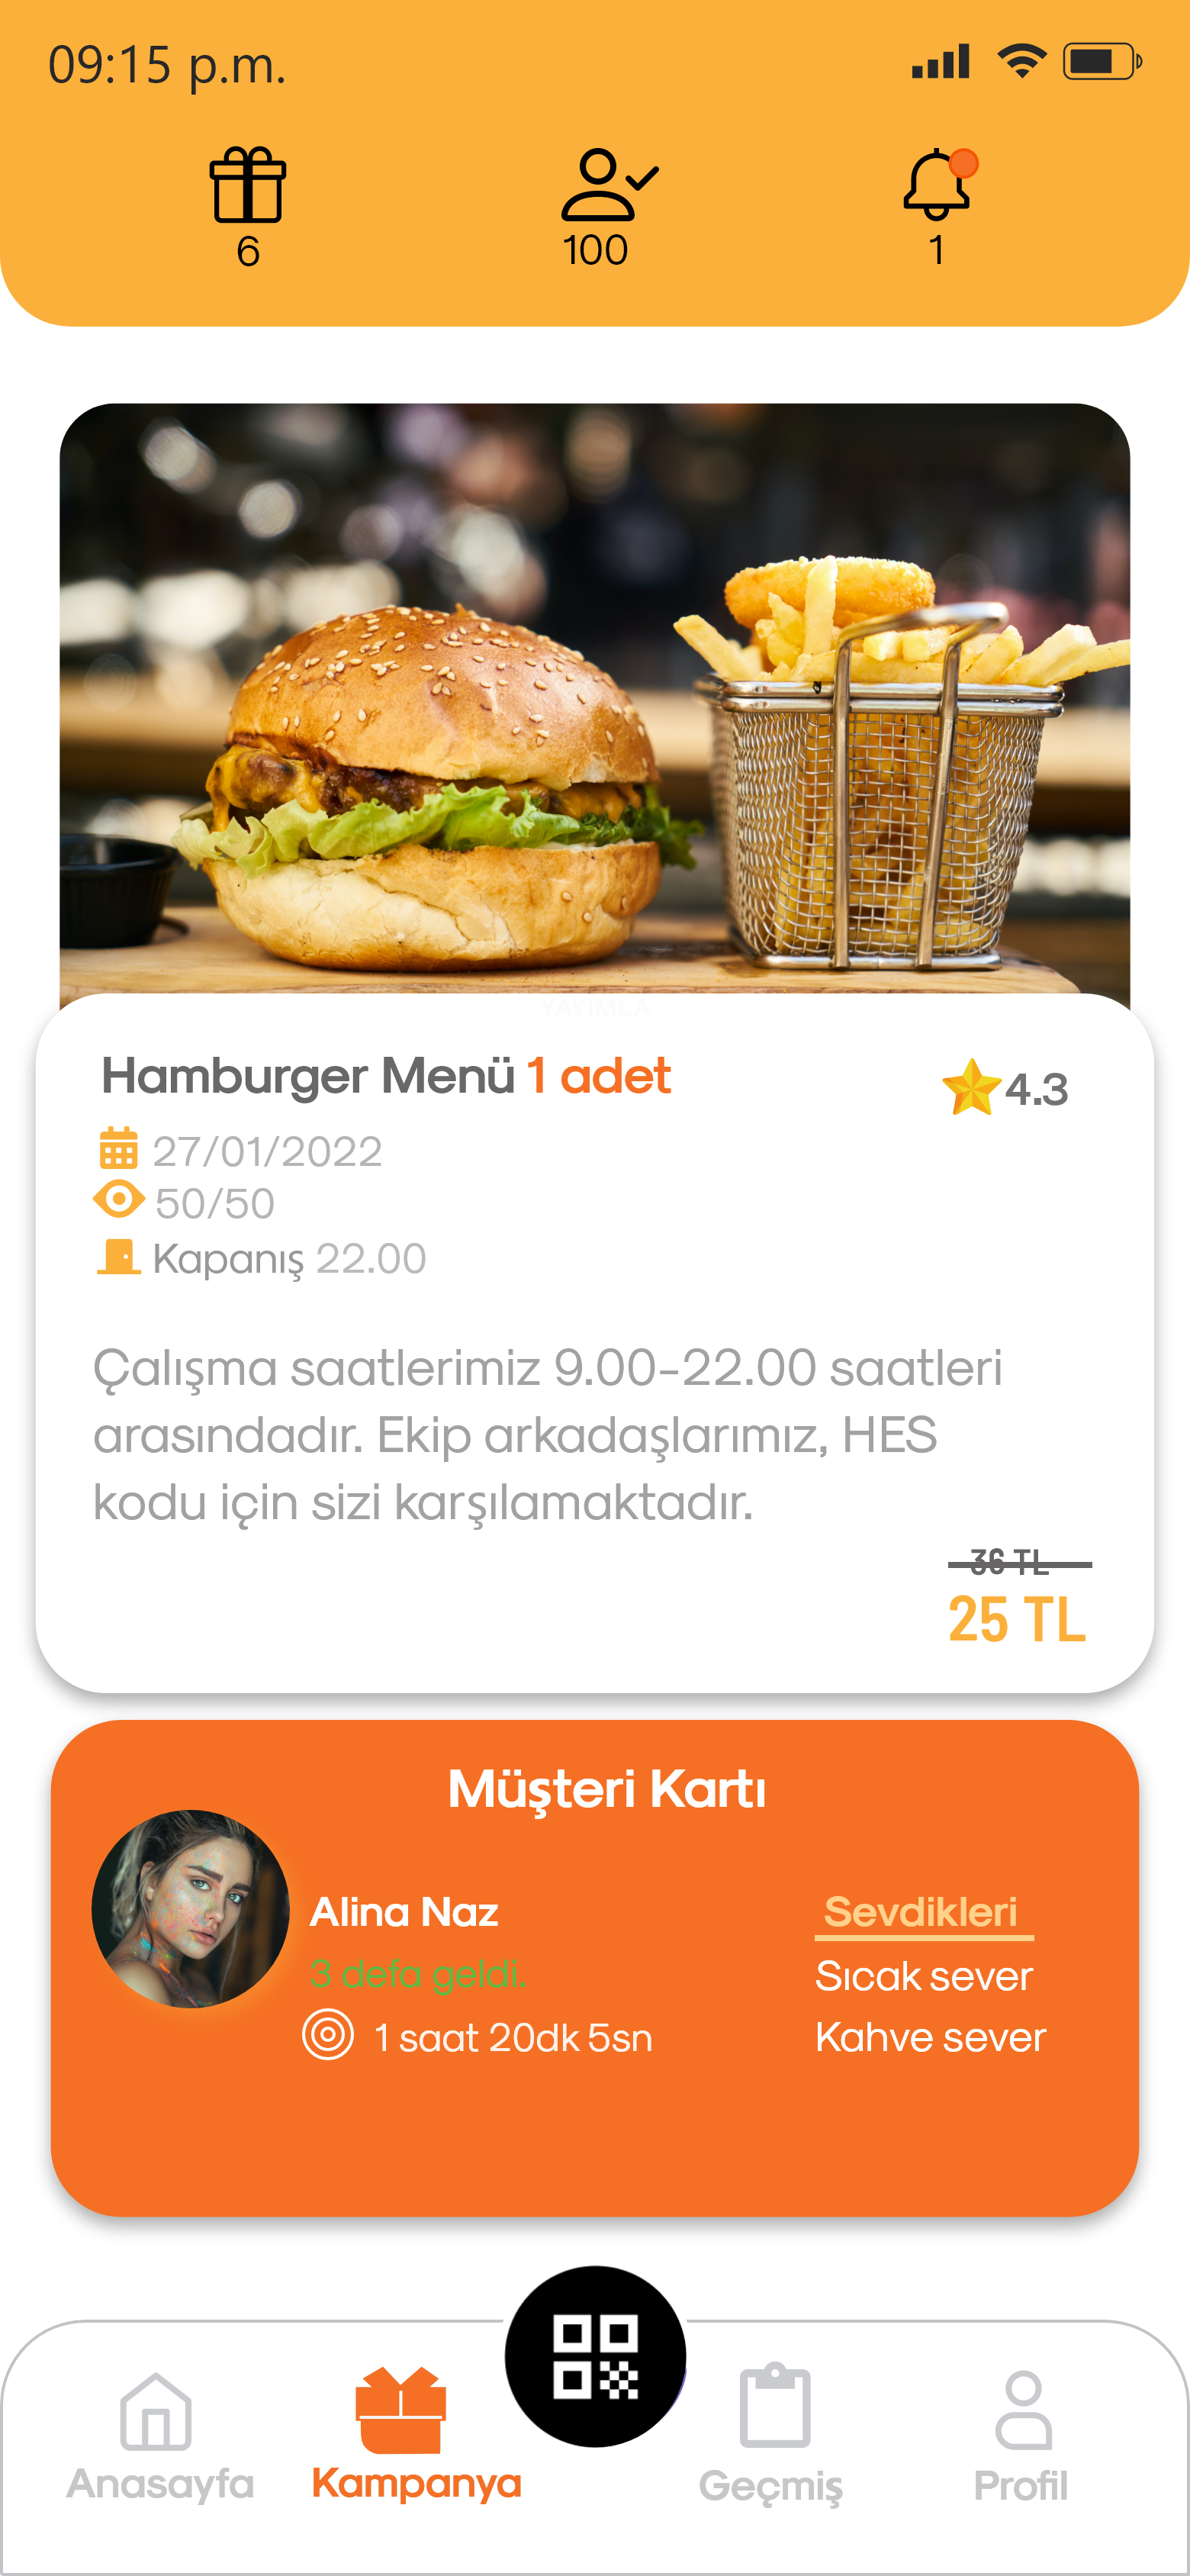 09:15 p.m.
6
100
1
YAYIMLA
Hamburger Menü 1 adet
4.3
27/01/2022
50/50
Kapanış 22.00
Çalışma saatlerimiz 9.00-22.00 saatleri
arasındadır. Ekip arkadaşlarımız, HES
kodu için sizi karşılamaktadır.
36 TL
25 TL
Müşteri Kartı
Alina Naz
Sevdikleri
3 defa geldi.
Sıcak sever
1 saat 20dk 5sn
Kahve sever
Anasayfa
Kampanya
Geçmiş
Profil